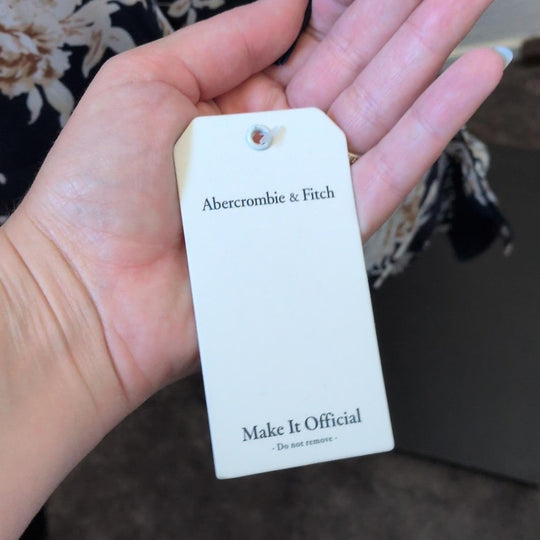 Abercrombie & Fitch
Make It Official
- Do not remove -